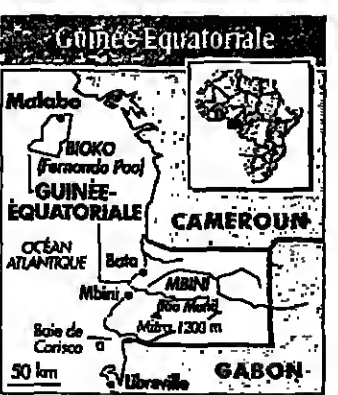 Guinée Equatoriale
Malabo
BIOKO
(Fernando Poo)
GUINÉE-
ÉQUATORIALE
CAMEROUN
OCÉAN
ATLANTIQUE
Bata
MBINI
Mbini
(Rio Muni)
Mitra, 1200 m
Baie de
Corisco
50 km
Libreville
GABON